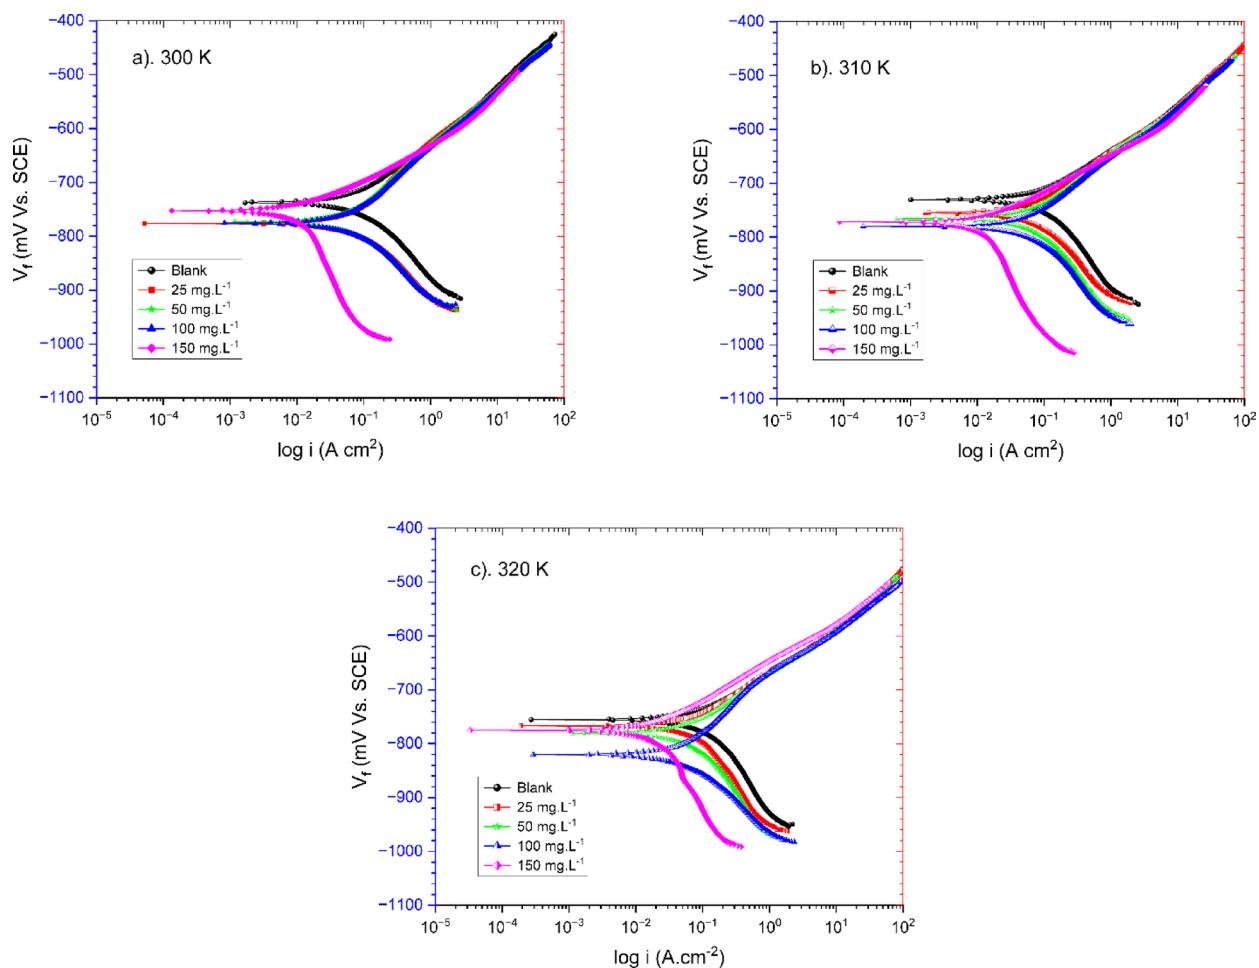 a). 300 K
−400
−500
−600
−700
−800
−900
−1000
−1100
V_f (mV Vs. SCE)
Blank
25 mg.L⁻¹
50 mg.L⁻¹
100 mg.L⁻¹
150 mg.L⁻¹
10⁻⁵ 10⁻⁴ 10⁻³ 10⁻² 10⁻¹ 10⁰ 10¹ 10²
log i (A cm²)
b). 310 K
−400
−500
−600
−700
−800
−900
−1000
−1100
V_f (mV Vs. SCE)
Blank
25 mg.L⁻¹
50 mg.L⁻¹
100 mg.L⁻¹
150 mg.L⁻¹
10⁻⁵ 10⁻⁴ 10⁻³ 10⁻² 10⁻¹ 10⁰ 10¹ 10²
log i (A cm²)
c). 320 K
−400
−500
−600
−700
−800
−900
−1000
−1100
V_f (mV Vs. SCE)
Blank
25 mg.L⁻¹
50 mg.L⁻¹
100 mg.L⁻¹
150 mg.L⁻¹
10⁻⁵ 10⁻⁴ 10⁻³ 10⁻² 10⁻¹ 10⁰ 10¹ 10²
log i (A.cm⁻²)